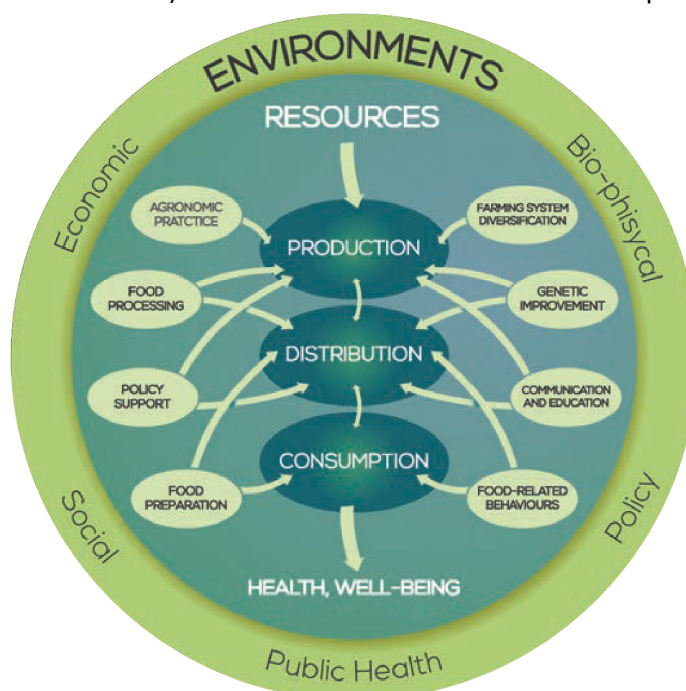 ENVIRONMENTS
Economic
Bio-phisycal
RESOURCES
AGRONOMIC
PRATCTICE
FARMING SYSTEM
DIVERSIFICATION
PRODUCTION
FOOD
PROCESSING
GENETIC
IMPROVEMENT
DISTRIBUTION
POLICY
SUPPORT
COMMUNICATION
AND EDUCATION
CONSUMPTION
FOOD
PREPARATION
FOOD-RELATED
BEHAVIOURS
Social
Policy
HEALTH, WELL-BEING
Public Health